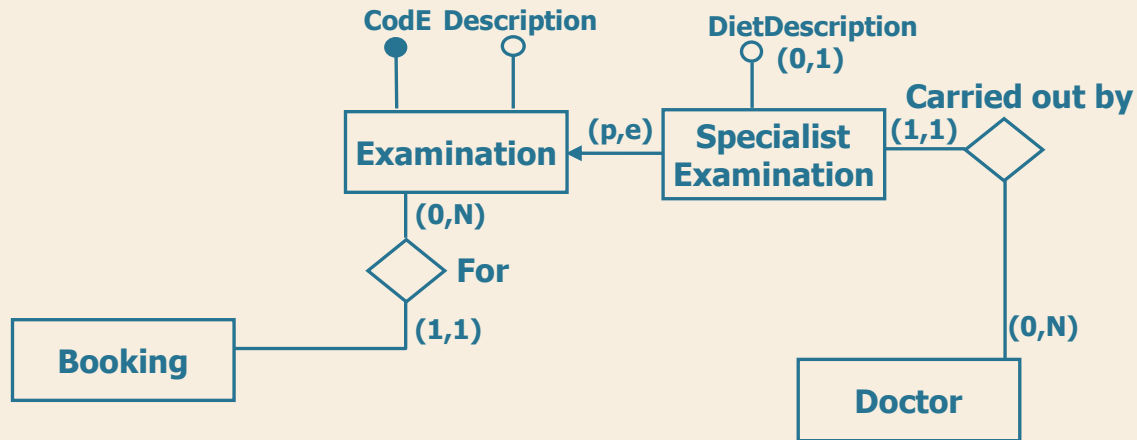 CodE Description
DietDescription
(0,1)
Carried out by
Examination
(p,e)
Specialist
Examination
(1,1)
(0,N)
For
(1,1)
Booking
(0,N)
Doctor